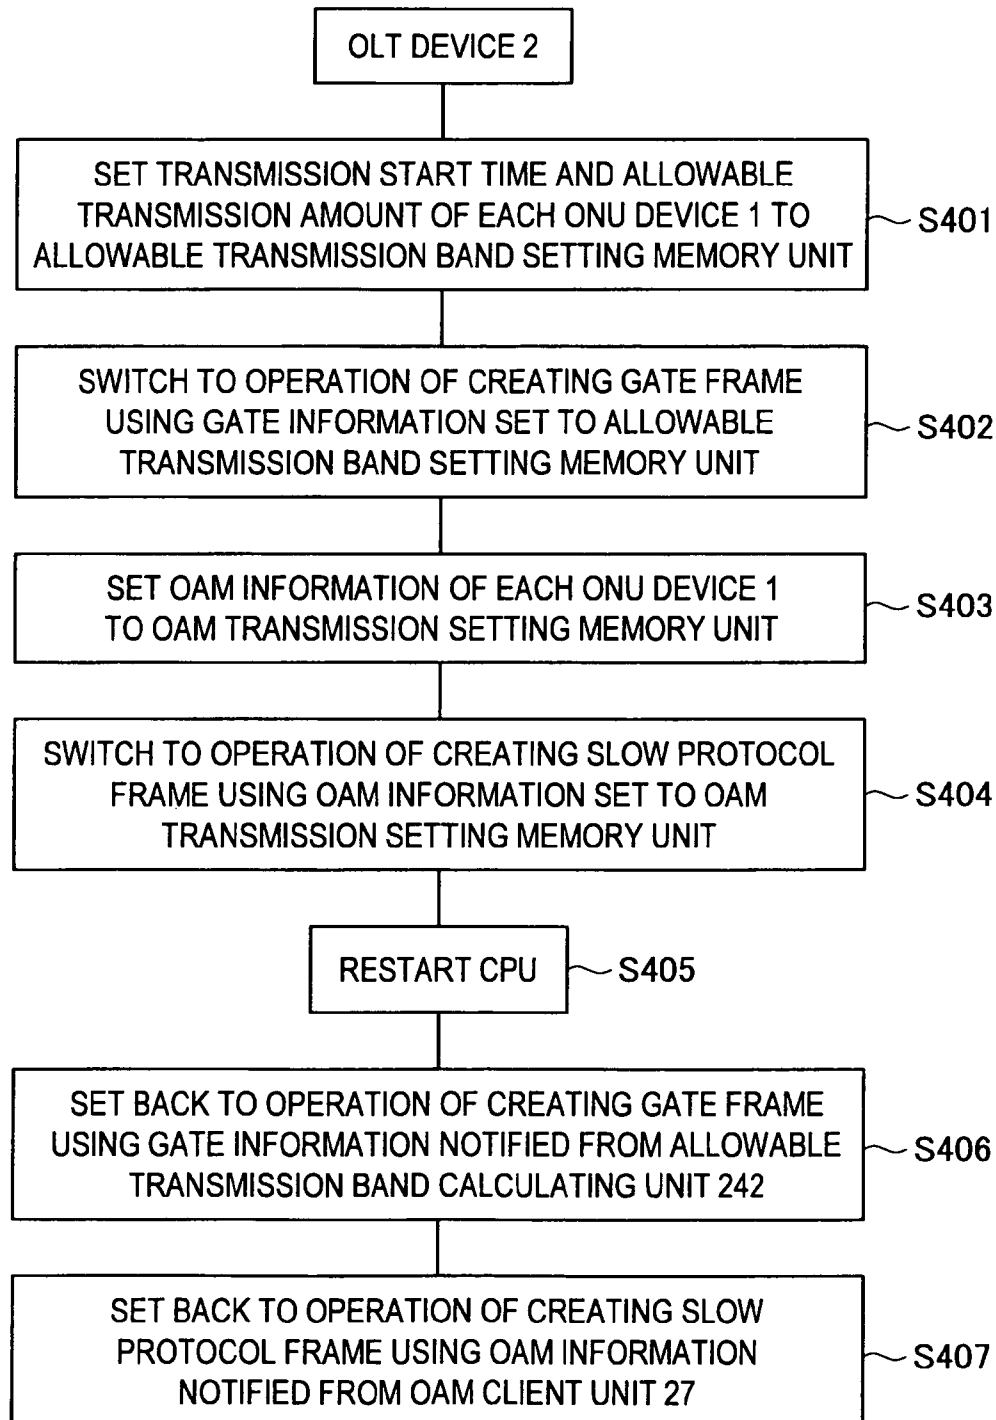 OLT DEVICE 2
SET TRANSMISSION START TIME AND ALLOWABLE
TRANSMISSION AMOUNT OF EACH ONU DEVICE 1 TO
ALLOWABLE TRANSMISSION BAND SETTING MEMORY UNIT
S401
SWITCH TO OPERATION OF CREATING GATE FRAME
USING GATE INFORMATION SET TO ALLOWABLE
TRANSMISSION BAND SETTING MEMORY UNIT
S402
SET OAM INFORMATION OF EACH ONU DEVICE 1
TO OAM TRANSMISSION SETTING MEMORY UNIT
S403
SWITCH TO OPERATION OF CREATING SLOW PROTOCOL
FRAME USING OAM INFORMATION SET TO OAM
TRANSMISSION SETTING MEMORY UNIT
S404
RESTART CPU
S405
SET BACK TO OPERATION OF CREATING GATE FRAME
USING GATE INFORMATION NOTIFIED FROM ALLOWABLE
TRANSMISSION BAND CALCULATING UNIT 242
S406
SET BACK TO OPERATION OF CREATING SLOW
PROTOCOL FRAME USING OAM INFORMATION
NOTIFIED FROM OAM CLIENT UNIT 27
S407